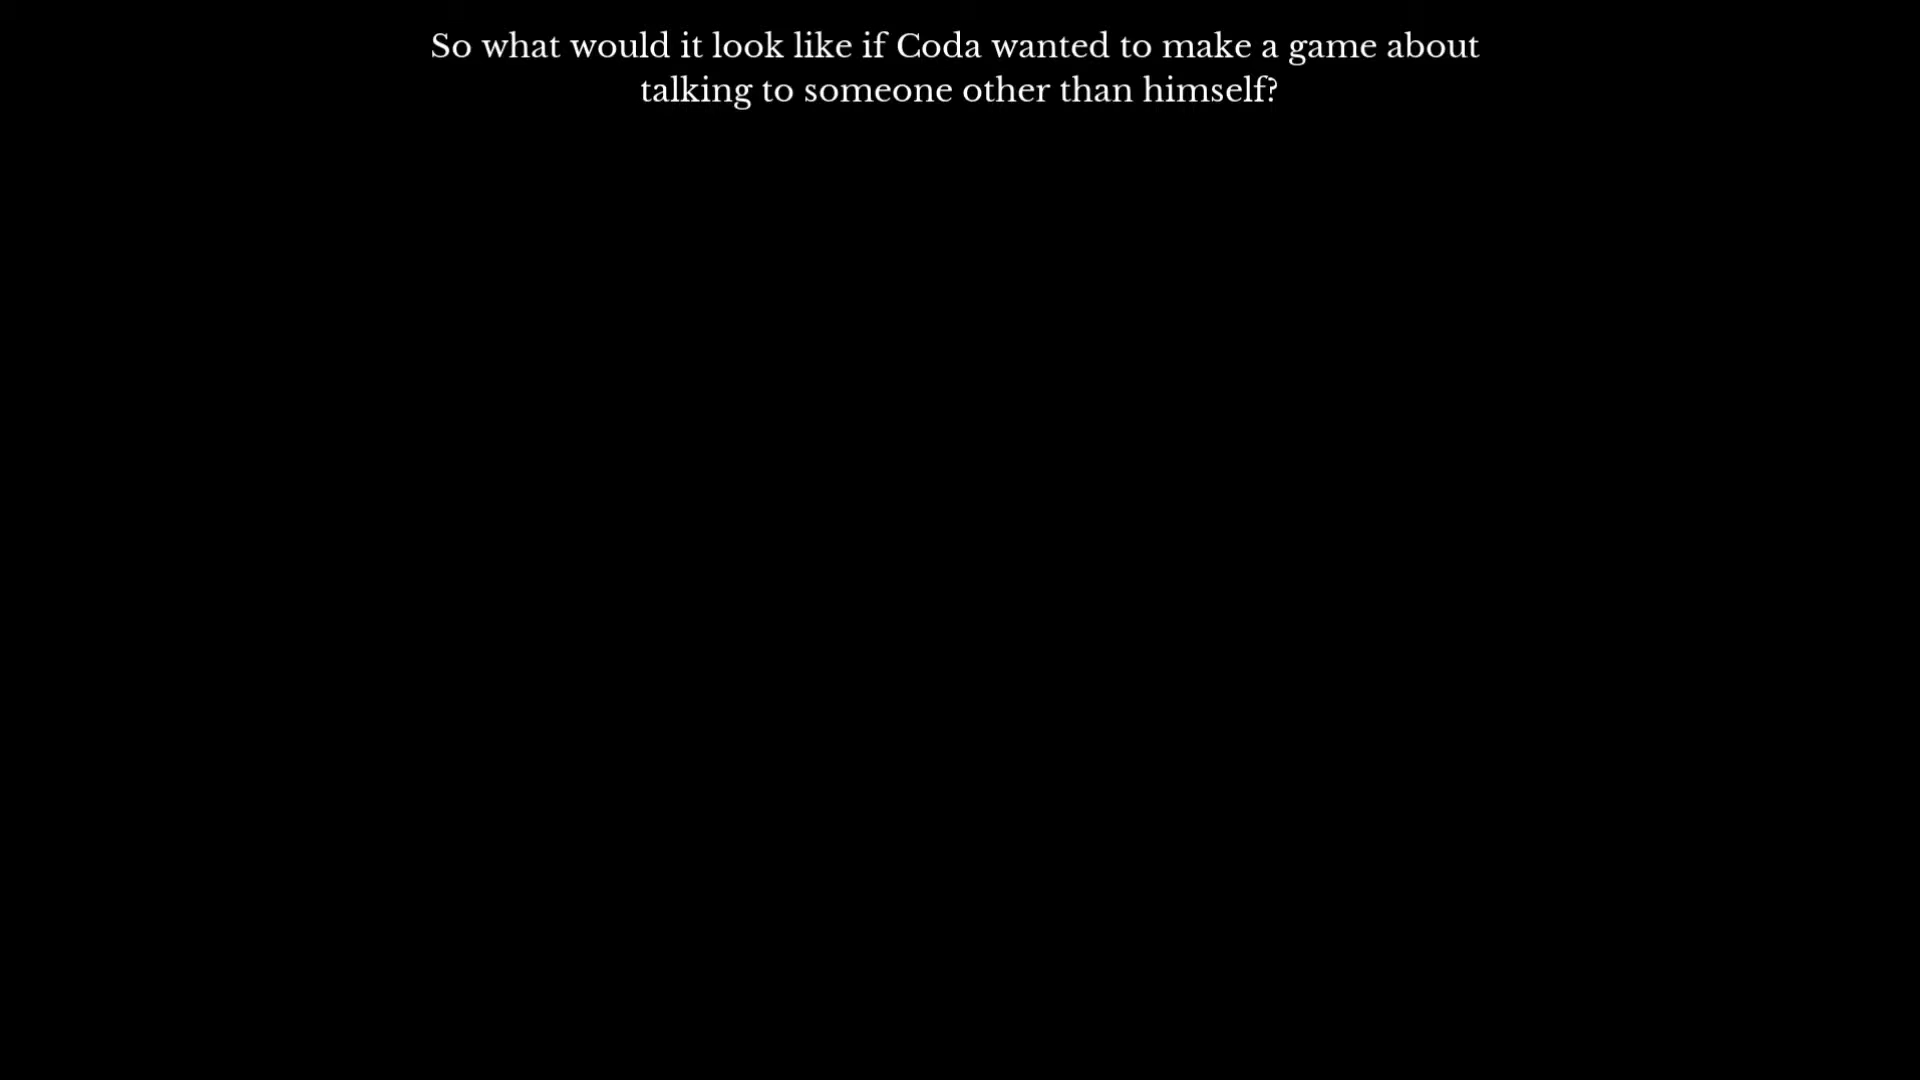 So what would it look like if Coda wanted to make a game about
talking to someone other than himself?